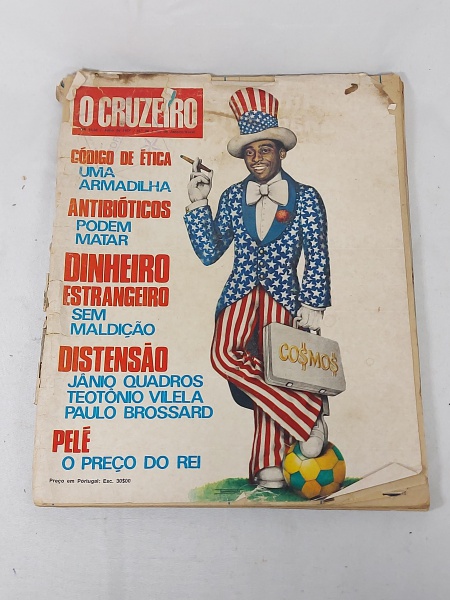 O CRUZEIRO
CÓDIGO DE ÉTICA
UMA
ARMADILHA
ANTIBIÓTICOS
PODEM
MATAR
DINHEIRO
ESTRANGEIRO
SEM
MALDIÇÃO
DISTENSÃO
JÂNIO QUADROS
TEOTÔNIO VILELA
PAULO BROSSARD
PELÉ
O PREÇO DO REI
Preço em Portugal: Esc. 30$00
CO$MO$